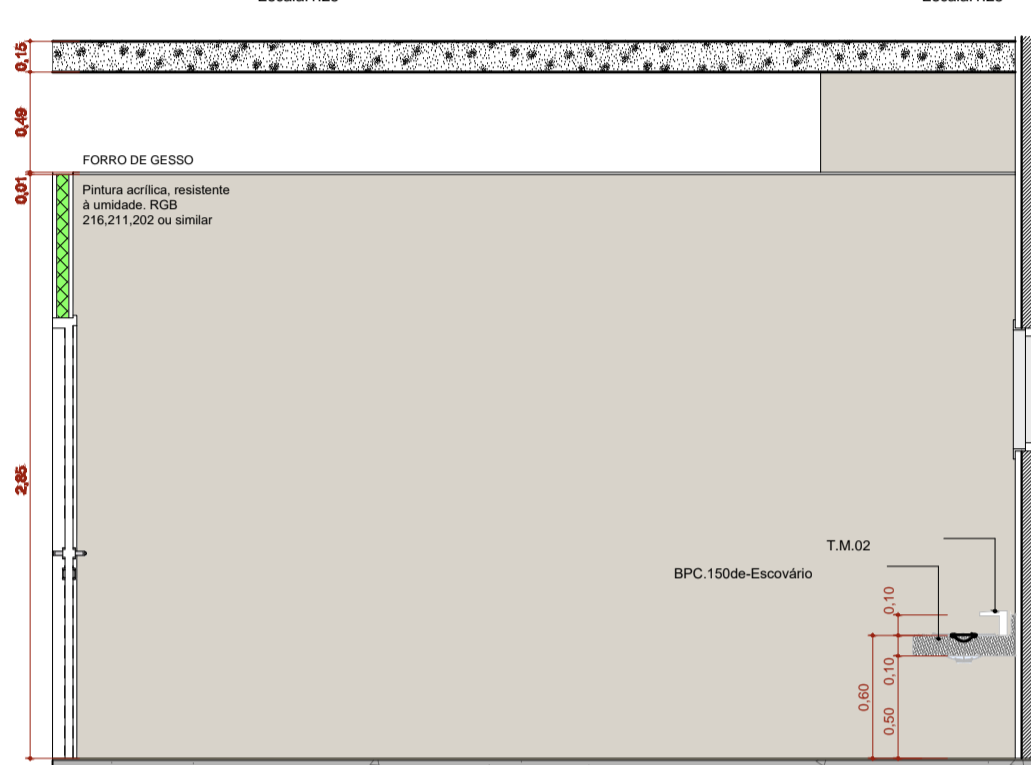 0,15
0,49
FORRO DE GESSO
0,01
Pintura acrílica, resistente
à umidade. RGB
216,211,202 ou similar
2,85
T.M.02
BPC.150de-Escovário
0,10
0,10
0,60
0,50